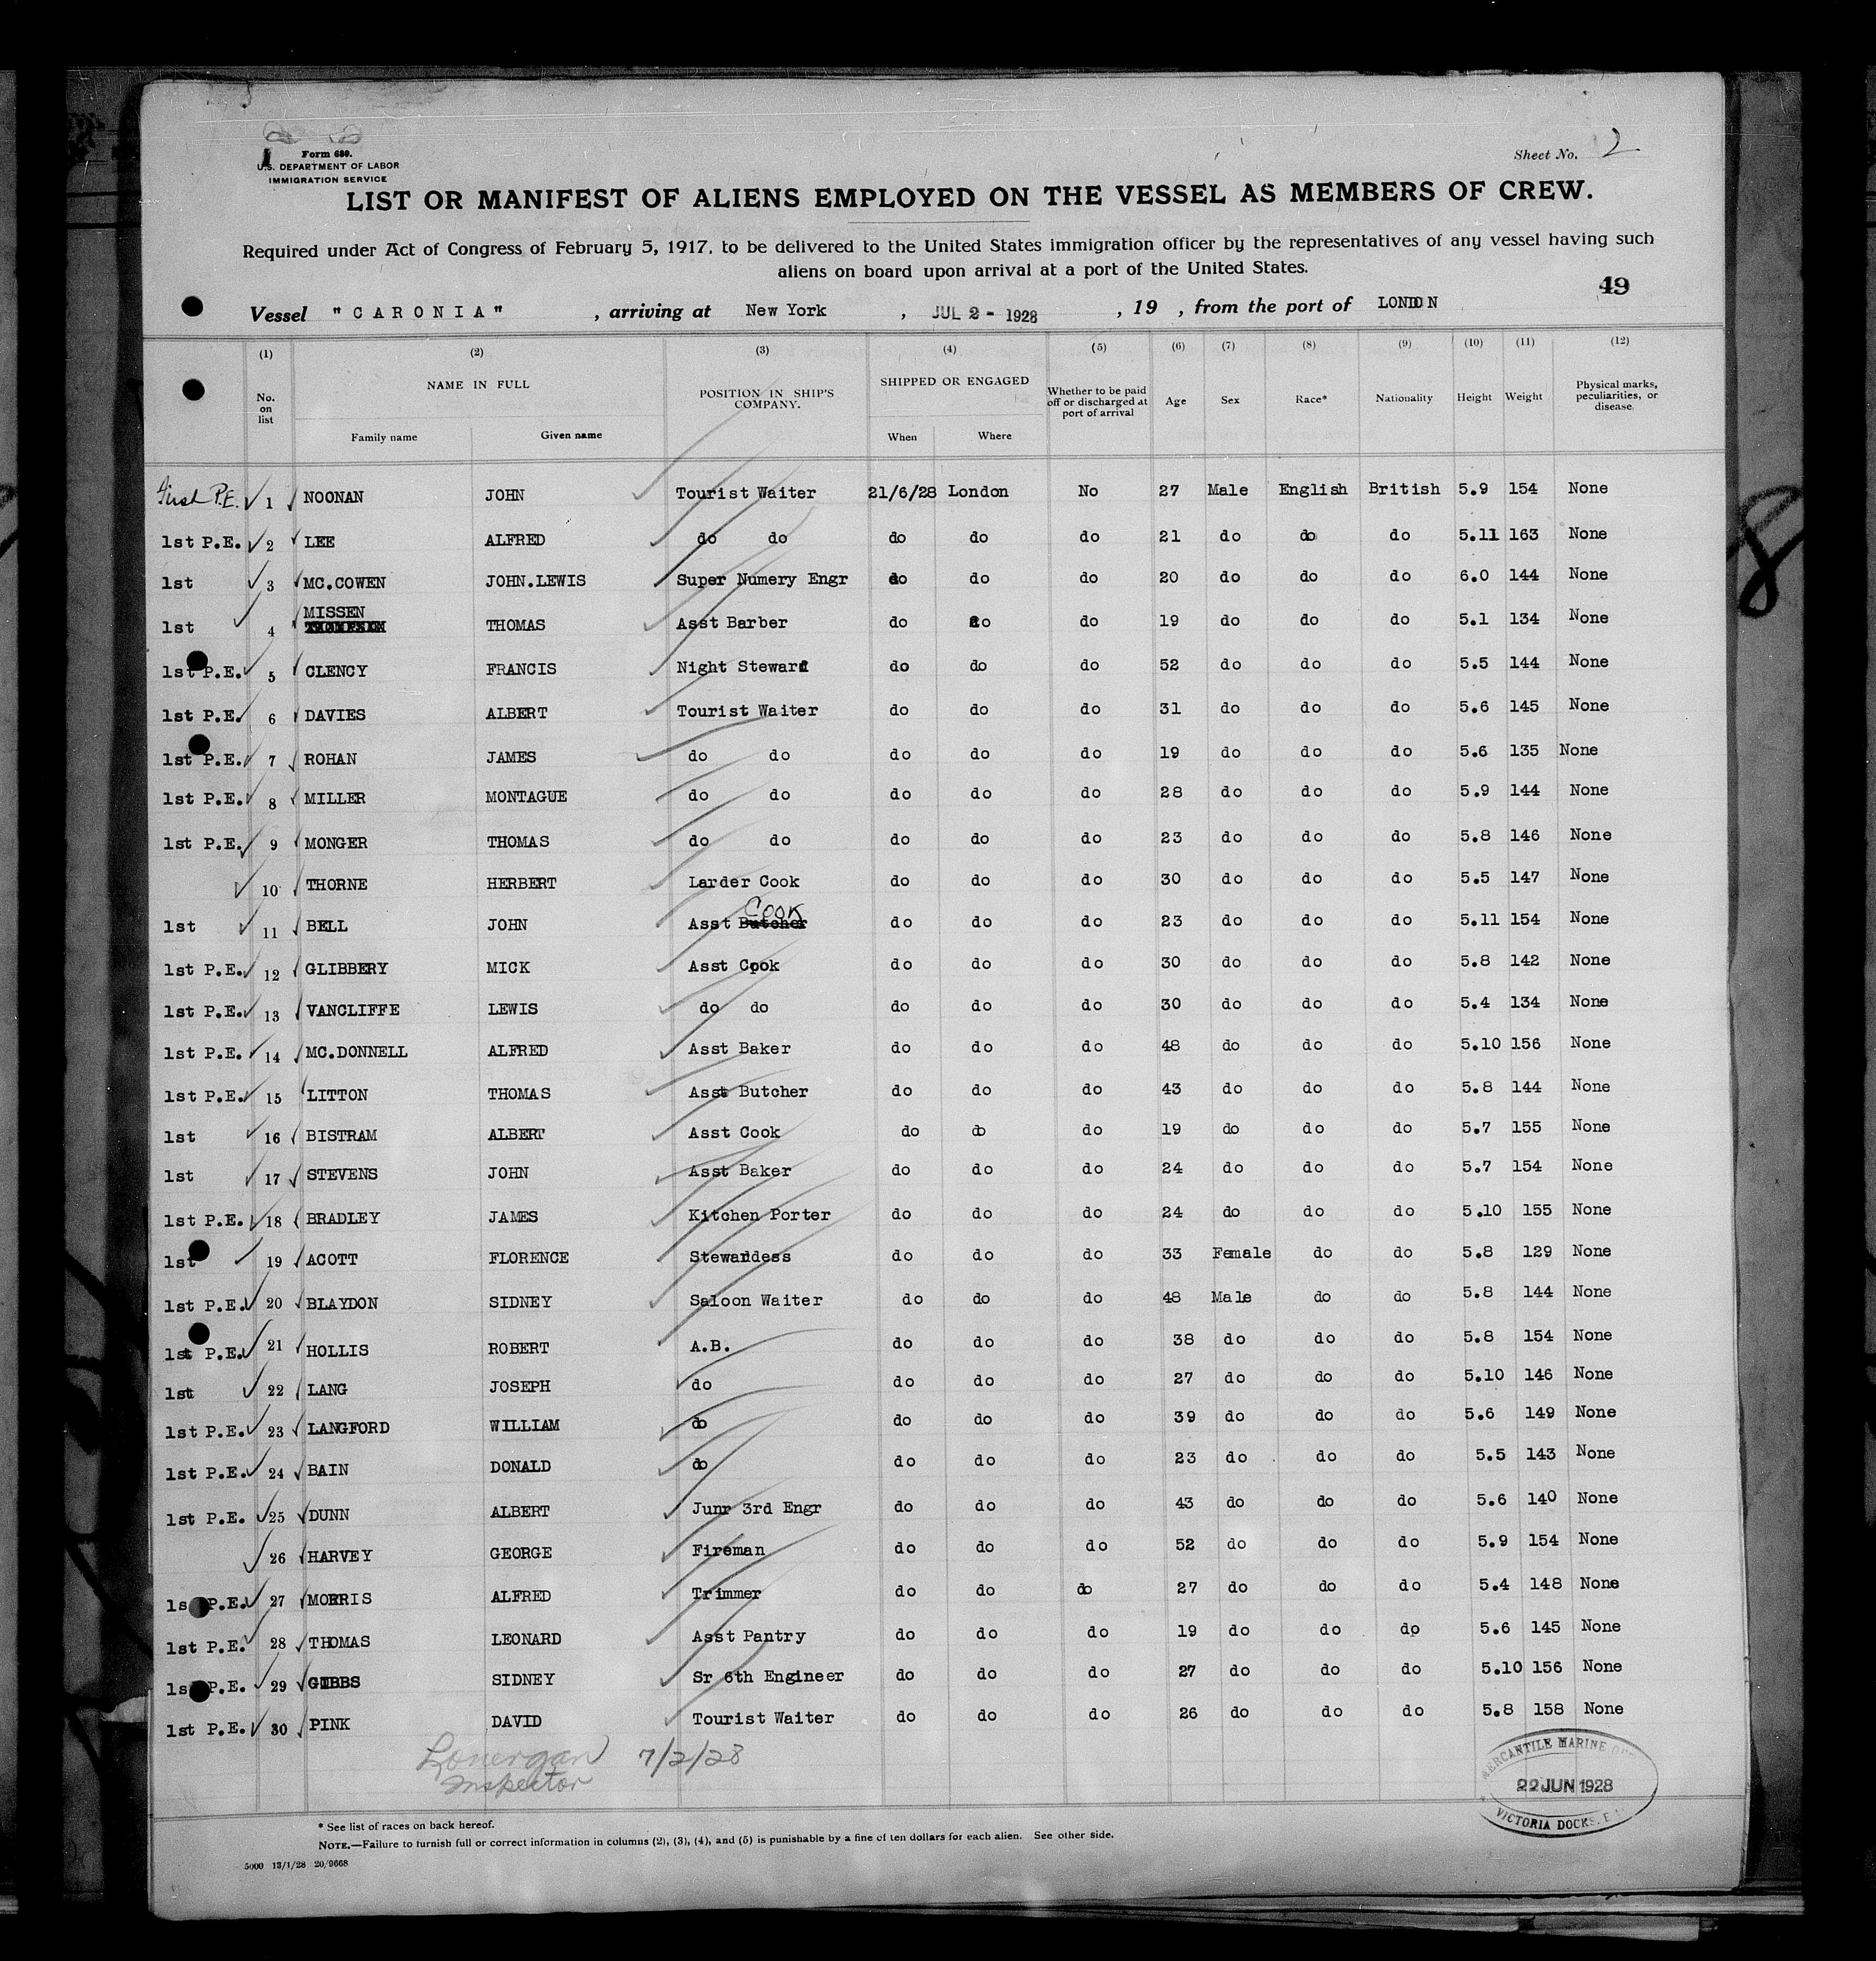 Form 680.
U.S. DEPARTMENT OF LABOR
IMMIGRATION SERVICE
Sheet No. 2
LIST OR MANIFEST OF ALIENS EMPLOYED ON THE VESSEL AS MEMBERS OF CREW.
Required under Act of Congress of February 5, 1917, to be delivered to the United States immigration officer by the representatives of any vessel having such
aliens on board upon arrival at a port of the United States.
49
Vessel "CARONIA", arriving at New York, JUL 2 - 1928, 19, from the port of LONDON
(1) (2) (3) (4) (5) (6) (7) (8) (9) (10) (11) (12)
No. on list NAME IN FULL POSITION IN SHIP'S COMPANY. SHIPPED OR ENGAGED Whether to be paid off or discharged at port of arrival Age Sex Race* Nationality Height Weight Physical marks, peculiarities, or disease.
Family name Given name When Where
First P.E. 1 NOONAN JOHN Tourist Waiter 21/6/28 London No 27 Male English British 5.9 154 None
1st P.E. 2 LEE ALFRED do do do do do 21 do do do 5.11 163 None
1st 3 MC.COWEN JOHN.LEWIS Super Numery Engr do do do 20 do do do 6.0 144 None
1st 4 MISSEN THOMAS Asst Barber do do do 19 do do do 5.1 134 None
1st P.E. 5 CLENCY FRANCIS Night Steward do do do 52 do do do 5.5 144 None
1st P.E. 6 DAVIES ALBERT Tourist Waiter do do do 31 do do do 5.6 145 None
1st P.E. 7 ROHAN JAMES do do do do do 19 do do do 5.6 135 None
1st P.E. 8 MILLER MONTAGUE do do do do do 28 do do do 5.9 144 None
1st P.E. 9 MONGER THOMAS do do do do do 23 do do do 5.8 146 None
10 THORNE HERBERT Larder Cook do do do 30 do do do 5.5 147 None
1st 11 BELL JOHN Asst Butcher Cook do do do 23 do do do 5.11 154 None
1st P.E. 12 GLIBBERY MICK Asst Cook do do do 30 do do do 5.8 142 None
1st P.E. 13 VANCLIFFE LEWIS do do do do do 30 do do do 5.4 134 None
1st P.E. 14 MC.DONNELL ALFRED Asst Baker do do do 48 do do do 5.10 156 None
1st P.E. 15 LITTON THOMAS Asst Butcher do do do 43 do do do 5.8 144 None
1st 16 BISTRAM ALBERT Asst Cook do do do 19 do do do 5.7 155 None
1st 17 STEVENS JOHN Asst Baker do do do 24 do do do 5.7 154 None
1st P.E. 18 BRADLEY JAMES Kitchen Porter do do do 24 do do do 5.10 155 None
1st 19 ACOTT FLORENCE Stewardess do do do 33 Female do do 5.8 129 None
1st P.E. 20 BLAYDON SIDNEY Saloon Waiter do do do 48 Male do do 5.8 144 None
1st P.E. 21 HOLLIS ROBERT A.B. do do do 38 do do do 5.8 154 None
1st 22 LANG JOSEPH do do do do 27 do do do 5.10 146 None
1st P.E. 23 LANGFORD WILLIAM do do do do 39 do do do 5.6 149 None
1st P.E. 24 BAIN DONALD do do do do 23 do do do 5.5 143 None
1st P.E. 25 DUNN ALBERT Junr 3rd Engr do do do 43 do do do 5.6 140 None
26 HARVEY GEORGE Fireman do do do 52 do do do 5.9 154 None
1st P.E. 27 MORRIS ALFRED Trimmer do do do 27 do do do 5.4 148 None
1st P.E. 28 THOMAS LEONARD Asst Pantry do do do 19 do do do 5.6 145 None
1st P.E. 29 GIBBS SIDNEY Sr 6th Engineer do do do 27 do do do 5.10 156 None
1st P.E. 30 PINK DAVID Tourist Waiter do do do 26 do do do 5.8 158 None
Lonergan 7/2/28
Inspector
MERCANTILE MARINE
22 JUN 1928
VICTORIA DOCKS. E.
* See list of races on back hereof.
NOTE.—Failure to furnish full or correct information in columns (2), (3), (4), and (5) is punishable by a fine of ten dollars for each alien. See other side.
5000 13/1/28 20/9668
8